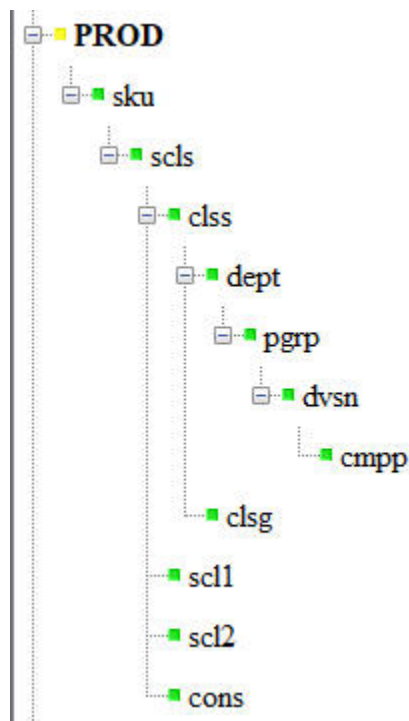 PROD
sku
scls
clss
dept
pgrp
dvsn
cmpp
clsg
scl1
scl2
cons